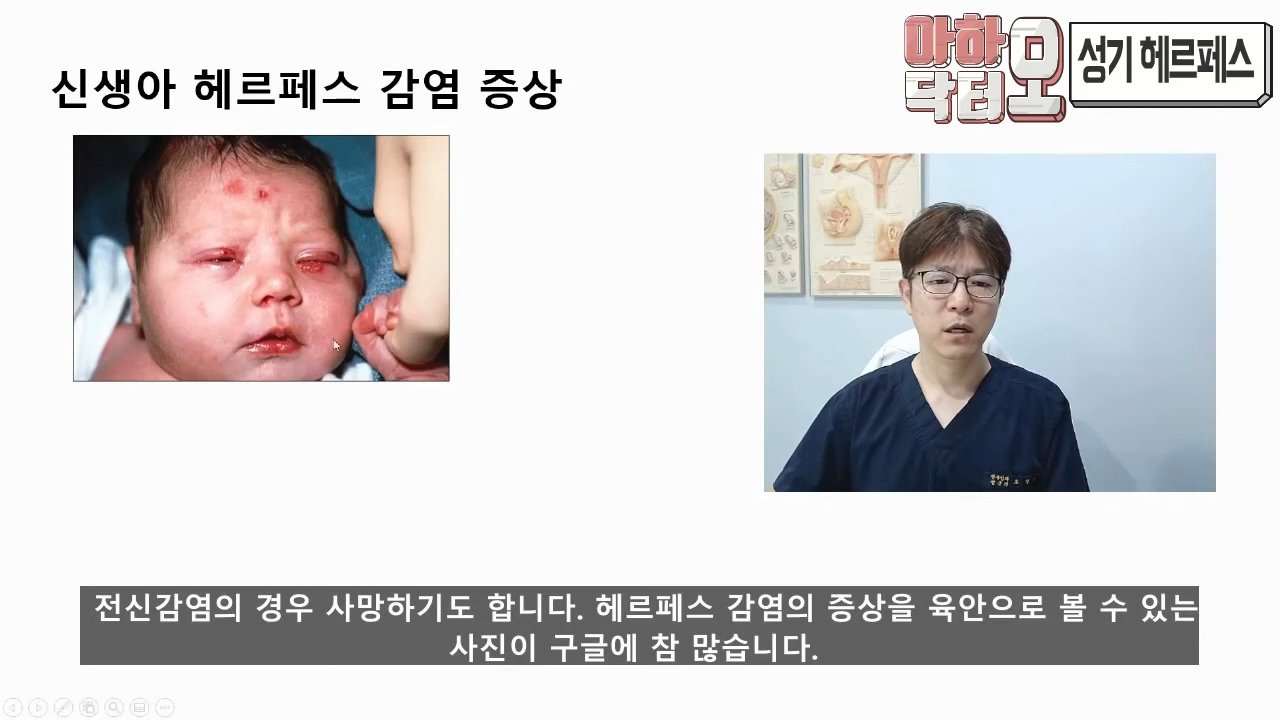 아하
닥터오
성기 헤르페스
신생아 헤르페스 감염 증상
전신감염의 경우 사망하기도 합니다. 헤르페스 감염의 증상을 육안으로 볼 수 있는
사진이 구글에 참 많습니다.